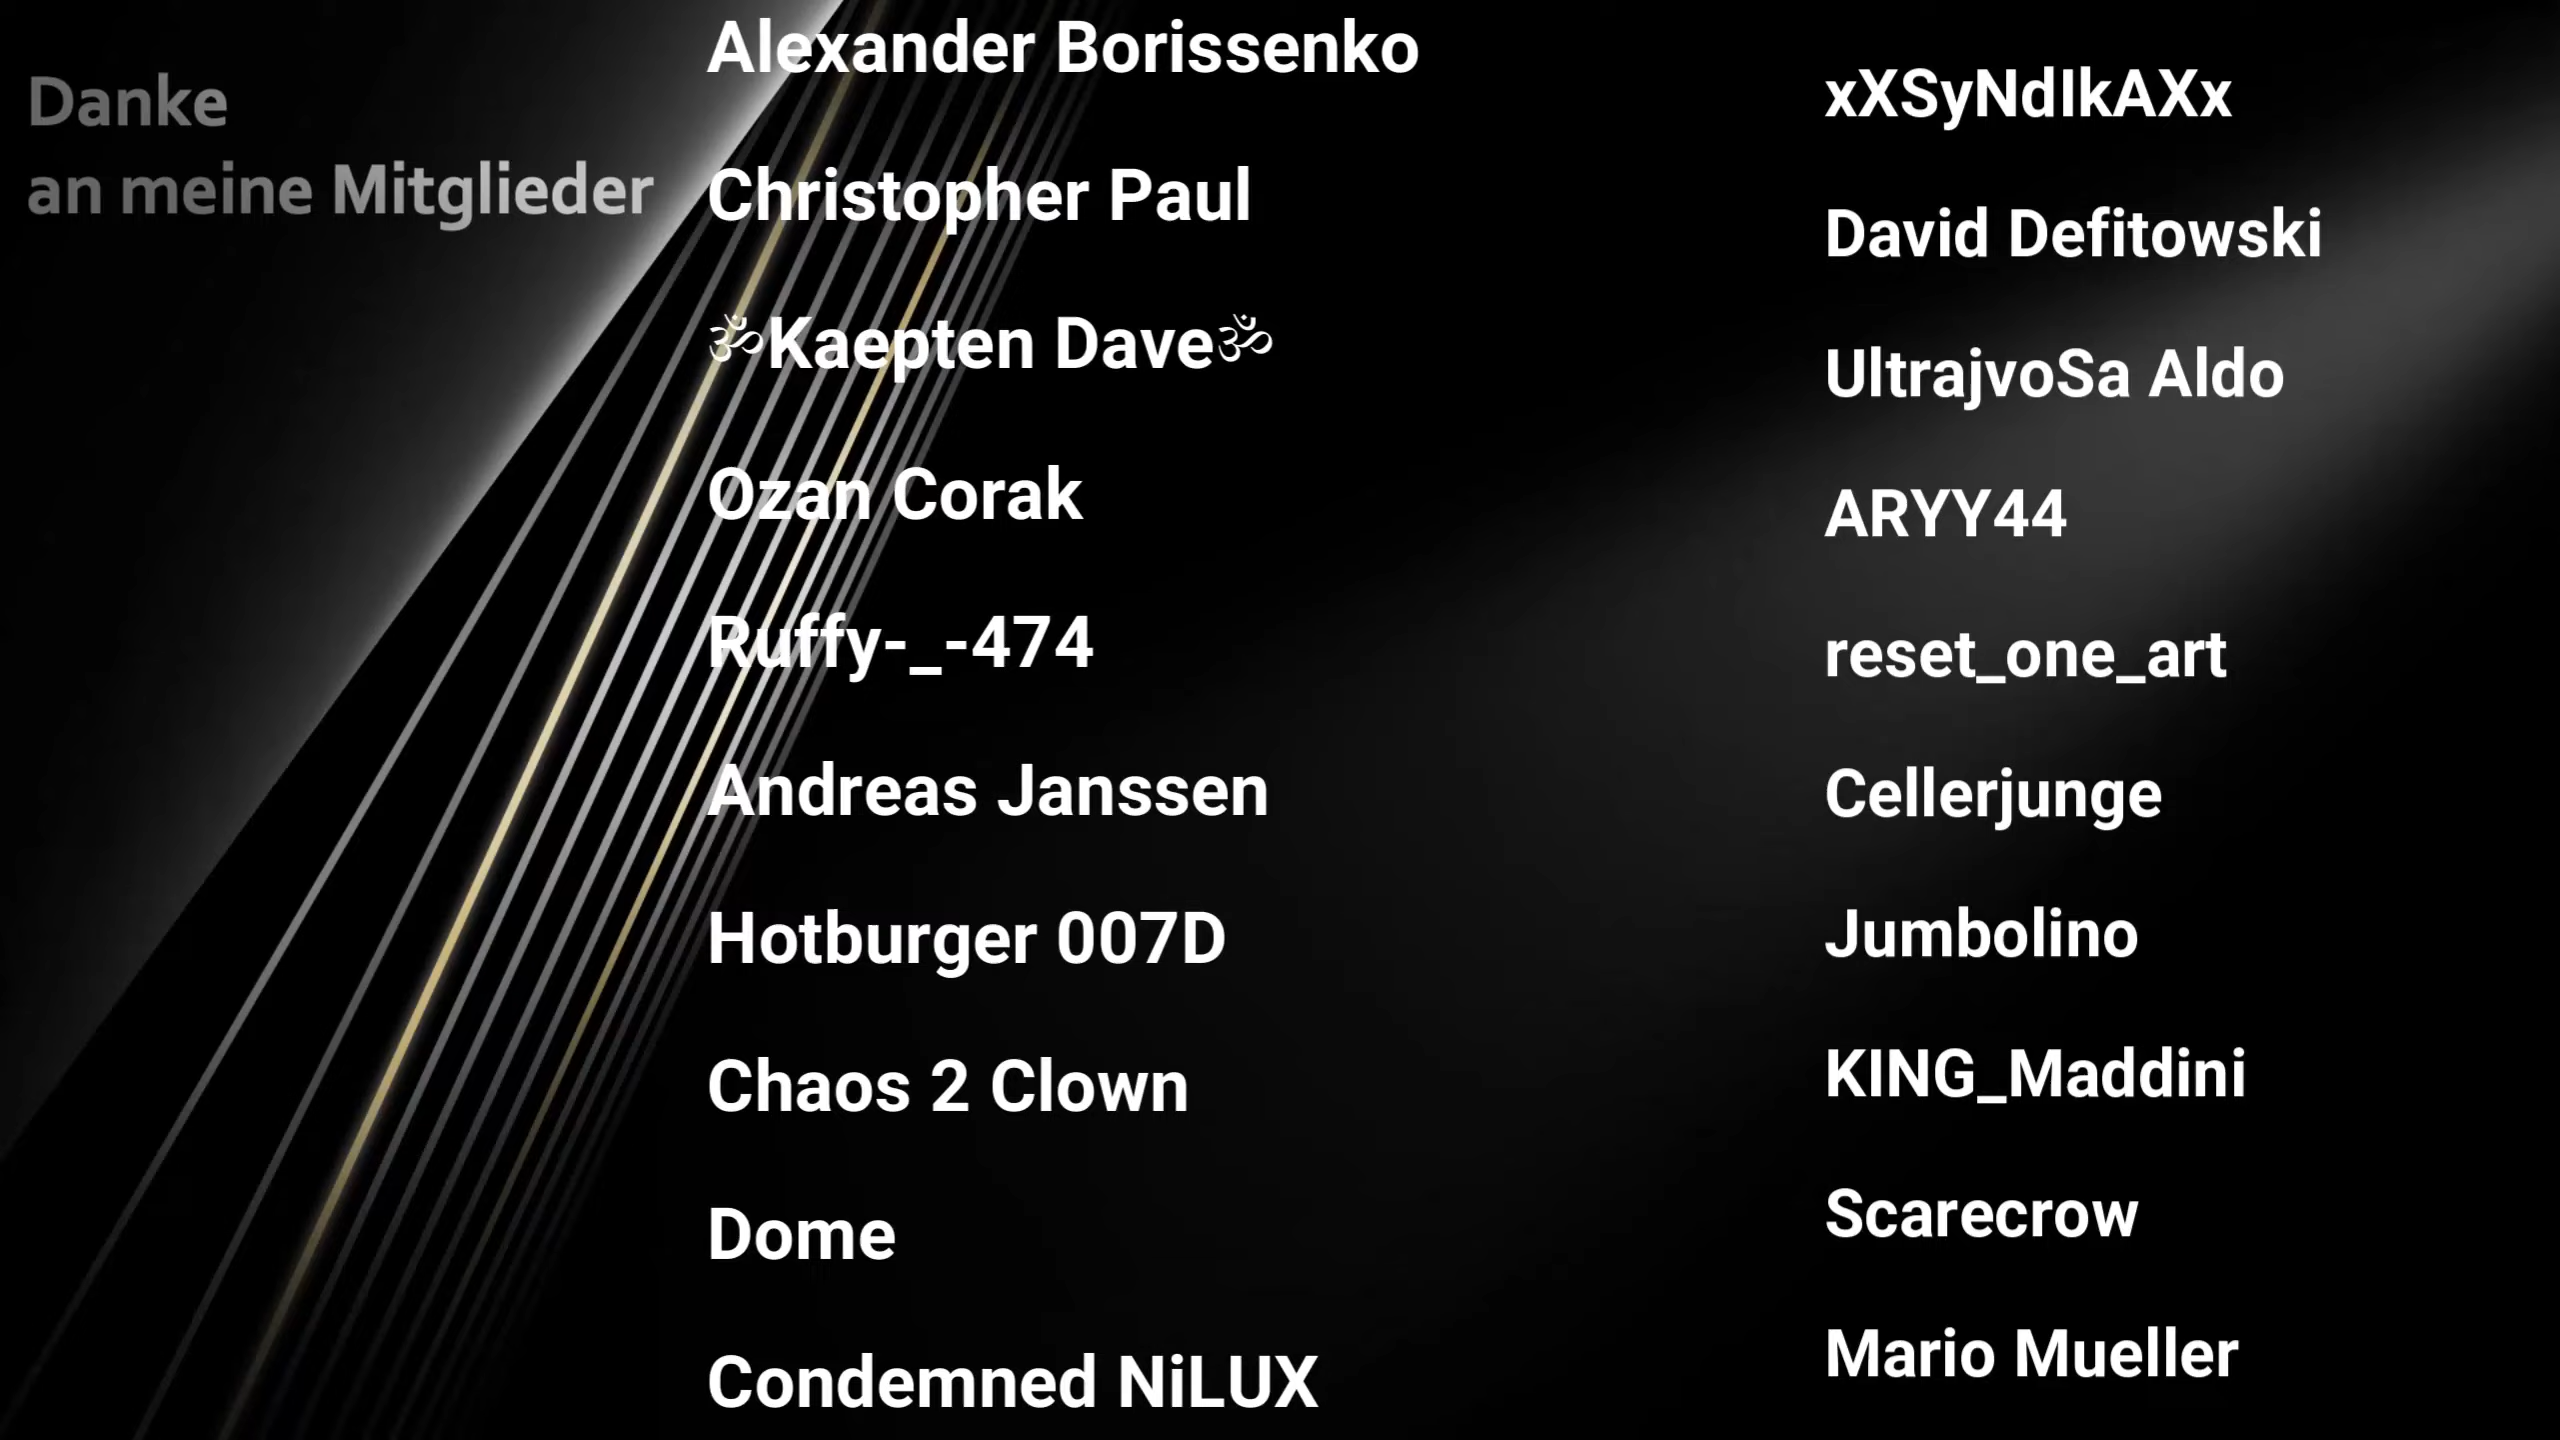 Danke
an meine Mitglieder
Alexander Borissenko
Christopher Paul
ॐKaepten Daveॐ
Ozan Corak
Ruffy-_-474
Andreas Janssen
Hotburger 007D
Chaos 2 Clown
Dome
Condemned NiLUX
xXSyNdIkAXx
David Defitowski
UltrajvoSa Aldo
ARYY44
reset_one_art
Cellerjunge
Jumbolino
KING_Maddini
Scarecrow
Mario Mueller